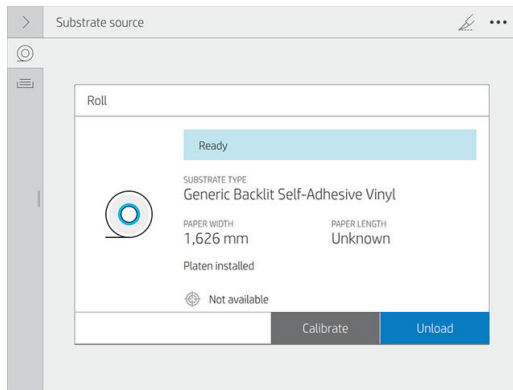 Substrate source
Roll
Ready
SUBSTRATE TYPE
Generic Backlit Self-Adhesive Vinyl
PAPER WIDTH PAPER LENGTH
1,626 mm Unknown
Platen installed
Not available
Calibrate Unload